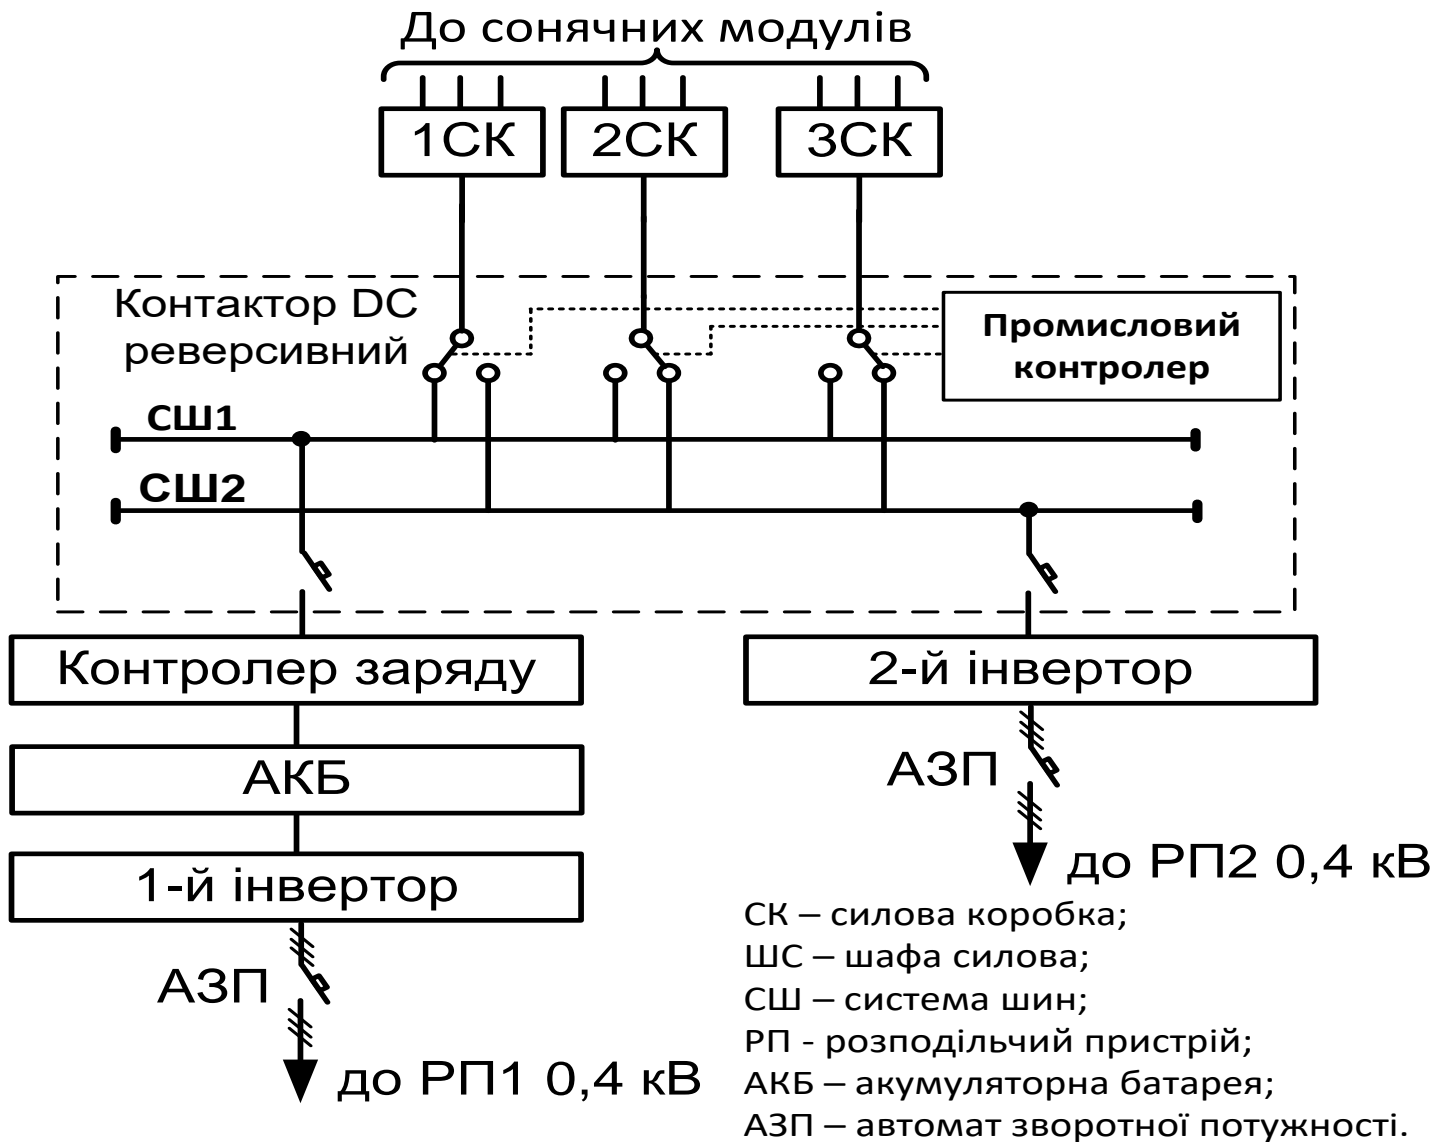 До сонячних модулів
1СК 2СК 3СК
Контактор DC
реверсивний
Промисловий
контролер
СШ1
СШ2
Контролер заряду
2-й інвертор
АКБ
АЗП
1-й інвертор
до РП2 0,4 кВ
АЗП
до РП1 0,4 кВ
СК – силова коробка;
ШС – шафа силова;
СШ – система шин;
РП - розподільчий пристрій;
АКБ – акумуляторна батарея;
АЗП – автомат зворотної потужності.